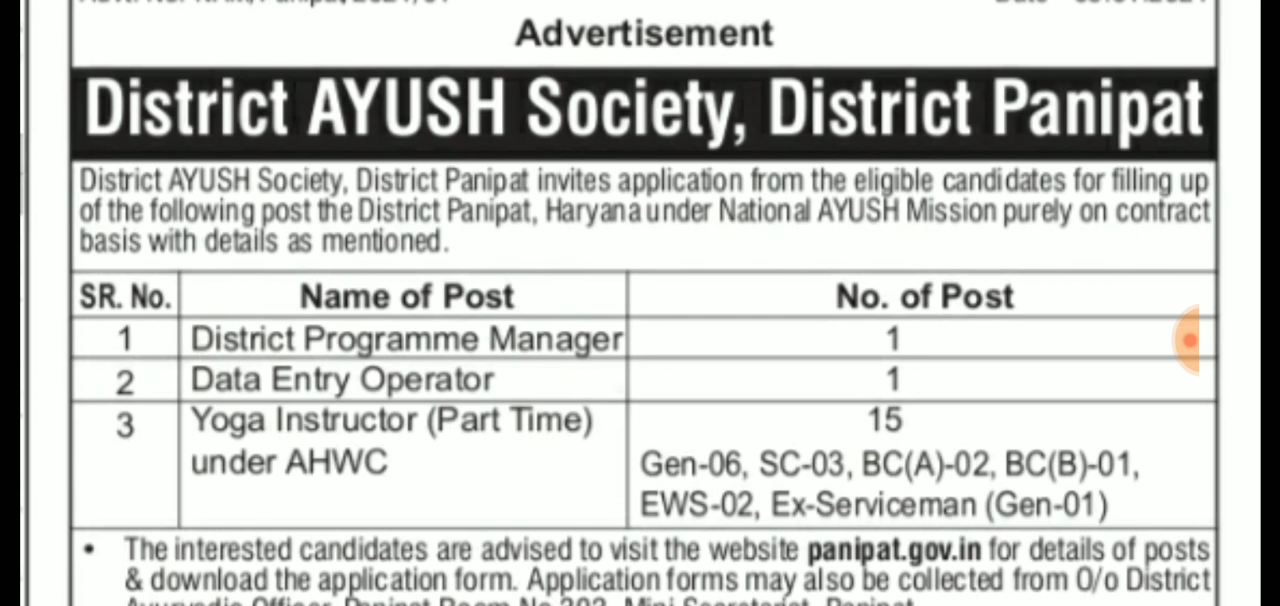 Advertisement
District AYUSH Society, District Panipat
District AYUSH Society, District Panipat invites application from the eligible candidates for filling up
of the following post the District Panipat, Haryana under National AYUSH Mission purely on contract
basis with details as mentioned.
SR. No. Name of Post No. of Post
1 District Programme Manager 1
2 Data Entry Operator 1
3 Yoga Instructor (Part Time) 15
under AHWC Gen-06, SC-03, BC(A)-02, BC(B)-01,
EWS-02, Ex-Serviceman (Gen-01)
• The interested candidates are advised to visit the website panipat.gov.in for details of posts
& download the application form. Application forms may also be collected from O/o District